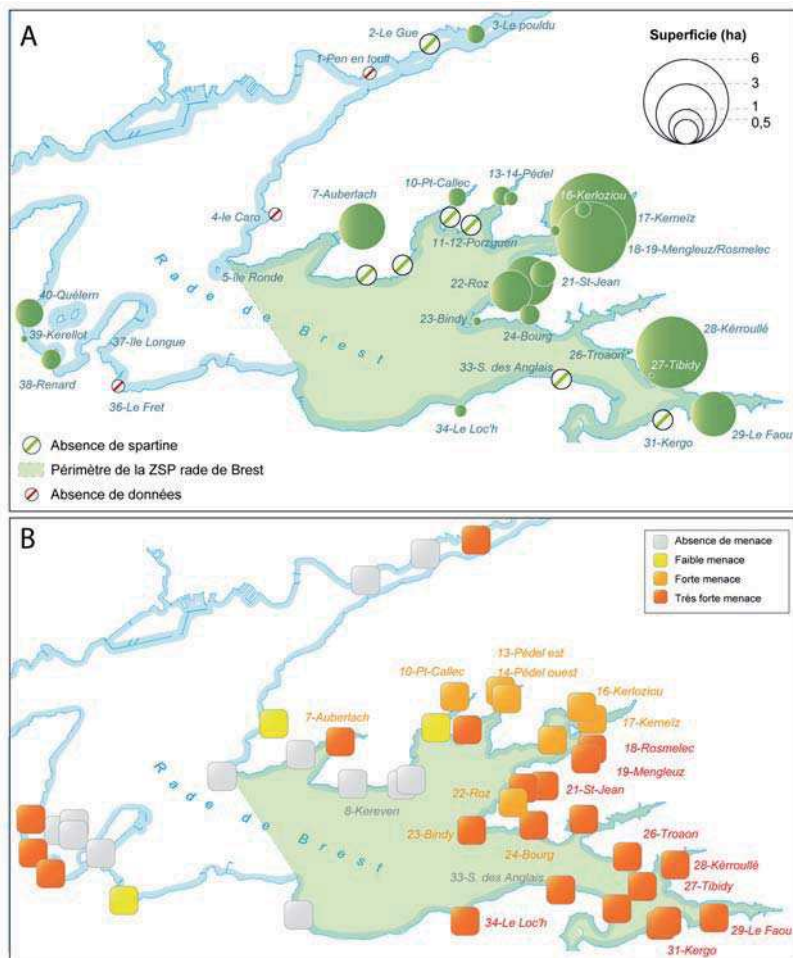 A
2-Le Gue
3-Le pouldu
1-Pen en toull
Superficie (ha)
6
3
1
0,5
7-Auberlach
10-Pt-Callec
13-14-Pédel
16-Kerloziou
17-Kerneïz
4-le Caro
11-12-Porzguen
18-19-Mengleuz/Rosmelec
5-île Ronde
Rade de Brest
22-Roz
21-St-Jean
40-Quélern
39-Kerellot
37-Ile Longue
23-Bindy
24-Bourg
28-Kérroullé
26-Troaon
27-Tibidy
38-Renard
33-S. des Anglais
36-Le Fret
34-Le Loc'h
31-Kergo
29-Le Faou
Absence de spartine
Périmètre de la ZSP rade de Brest
Absence de données
B
Absence de menace
Faible menace
Forte menace
Très forte menace
13-Pédel est
10-Pt-Callec
14-Pédel ouest
16-Kerloziou
7-Auberlach
17-Kerneïz
18-Rosmelec
19-Mengleuz
Rade de Brest
8-Kereven
22-Roz
21-St-Jean
23-Bindy
24-Bourg
26-Troaon
28-Kérroullé
33-S. des Anglais
27-Tibidy
34-Le Loc'h
29-Le Faou
31-Kergo